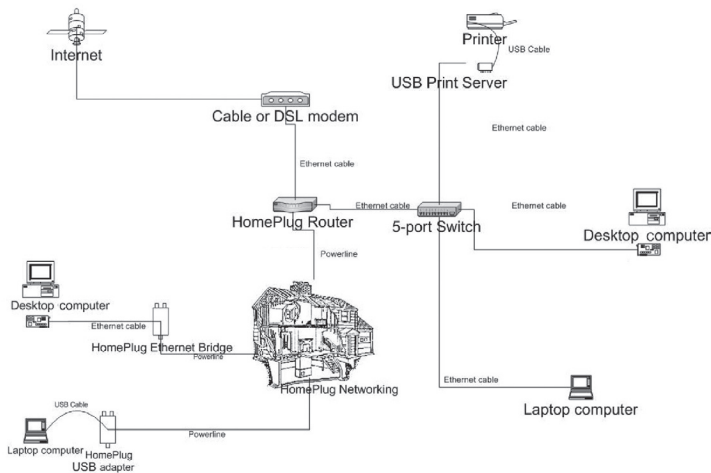 Printer
USB Cable
Internet
USB Print Server
Cable or DSL modem
Ethernet cable
Ethernet cable
Ethernet cable
Ethernet cable
HomePlug Router
5-port Switch
Desktop computer
Powerline
Desktop computer
Ethernet cable
HomePlug Ethernet Bridge
Powerline
Ethernet cable
HomePlug Networking
USB Cable
Laptop computer
Powerline
Laptop computer
HomePlug
USB adapter